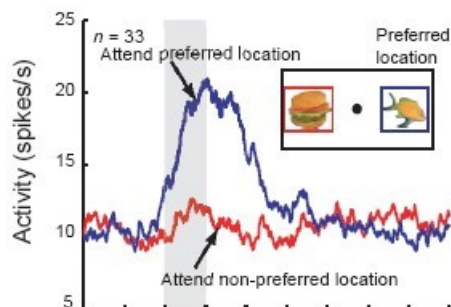 25
n = 33
Attend preferred location
Preferred
location
20
15
10
5
Activity (spikes/s)
Attend non-preferred location